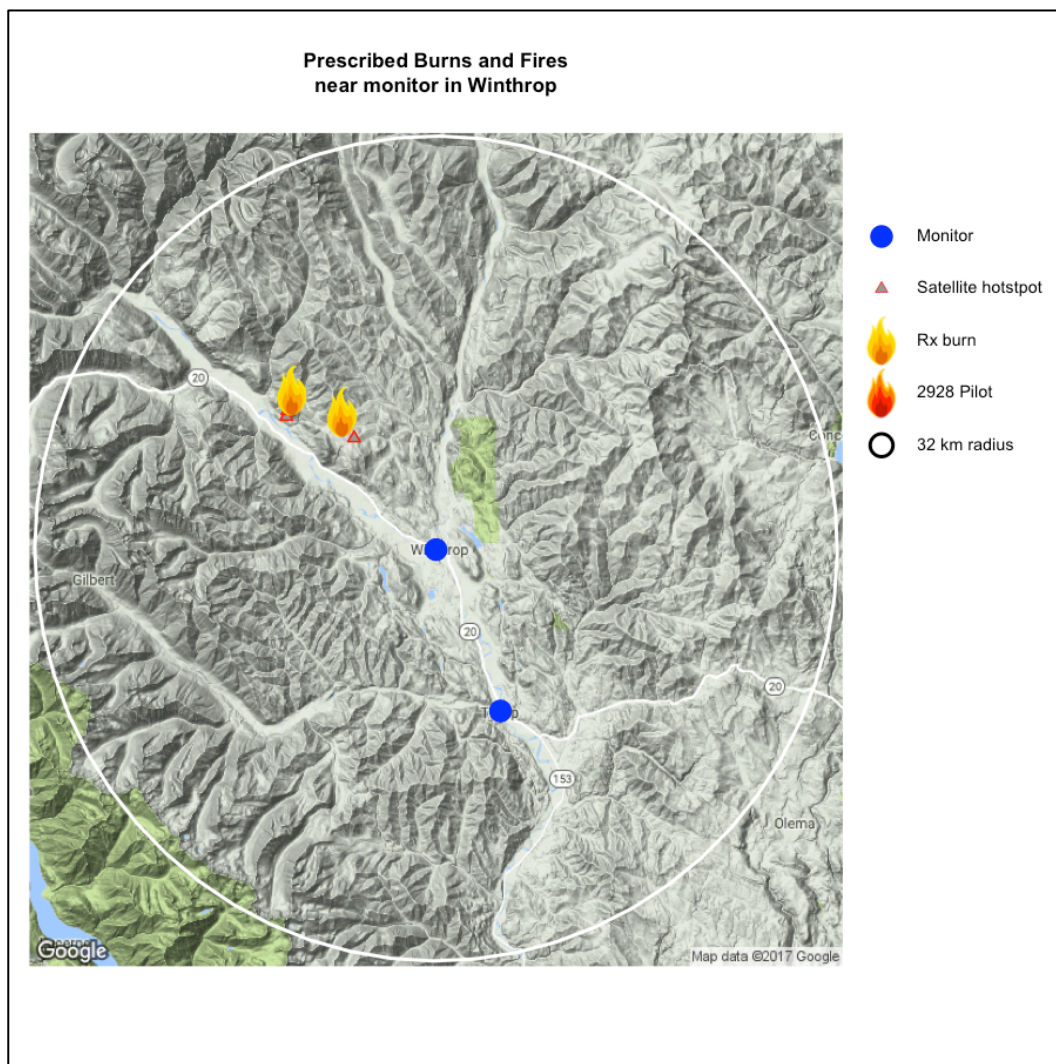 Prescribed Burns and Fires
near monitor in Winthrop
Monitor
Satellite hotstpot
Rx burn
2928 Pilot
32 km radius
20
Gilbert
20
20
153
Olema
Google
Map data ©2017 Google